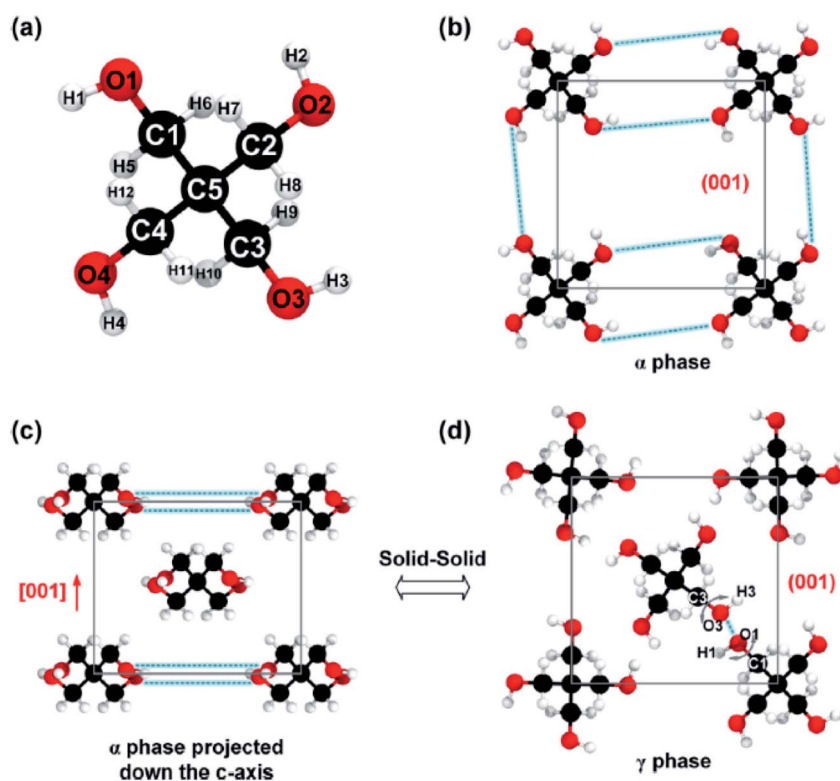 (a)
H2
O1
H1
H6
H7
O2
C1
C2
H5
H8
H12
C5
H9
C4
C3
H11
H10
O4
O3
H3
H4
(b)
(001)
α phase
(c)
[001]
α phase projected
down the c-axis
Solid-Solid
(d)
(001)
C3
H3
O3
O1
H1
C1
γ phase